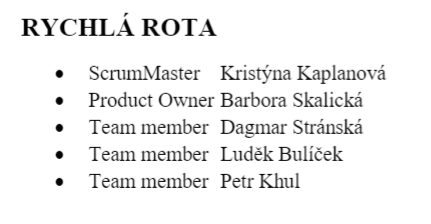 RYCHLÁ ROTA
• ScrumMaster Kristýna Kaplanová
• Product Owner Barbora Skalická
• Team member Dagmar Stránská
• Team member Luděk Bulíček
• Team member Petr Khul